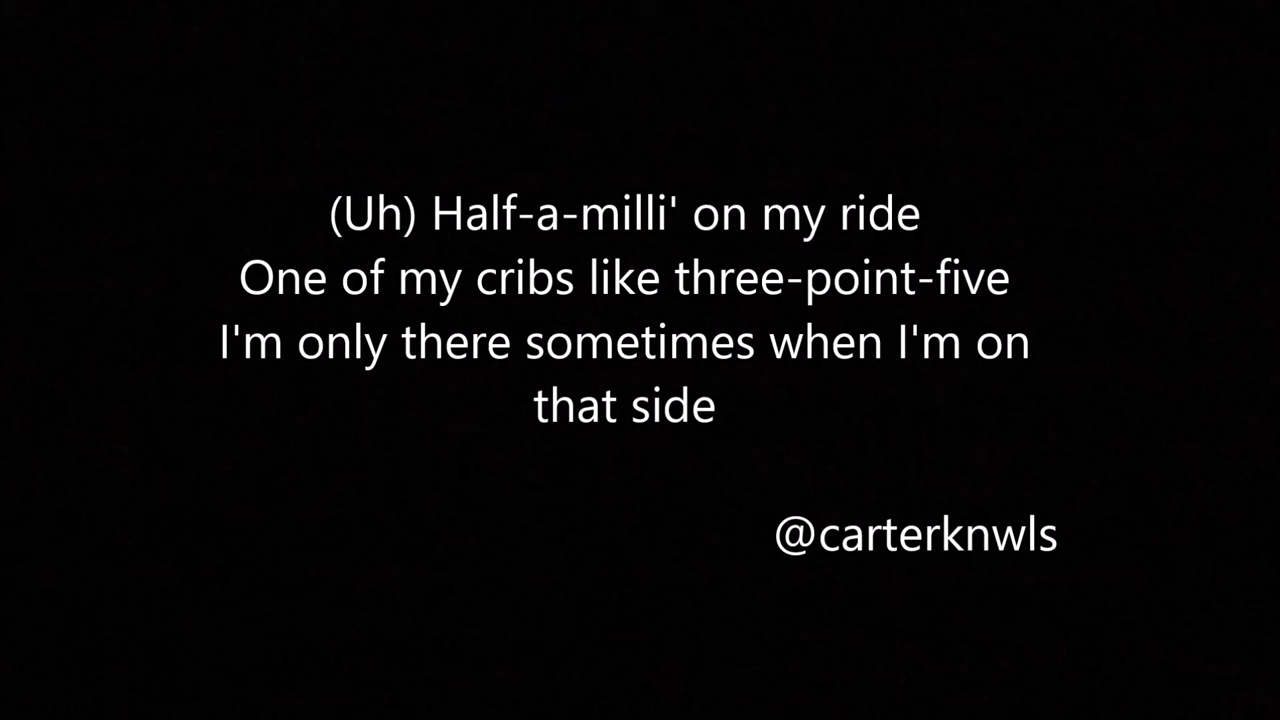 (Uh) Half-a-milli' on my ride
One of my cribs like three-point-five
I'm only there sometimes when I'm on
that side
@carterknwls